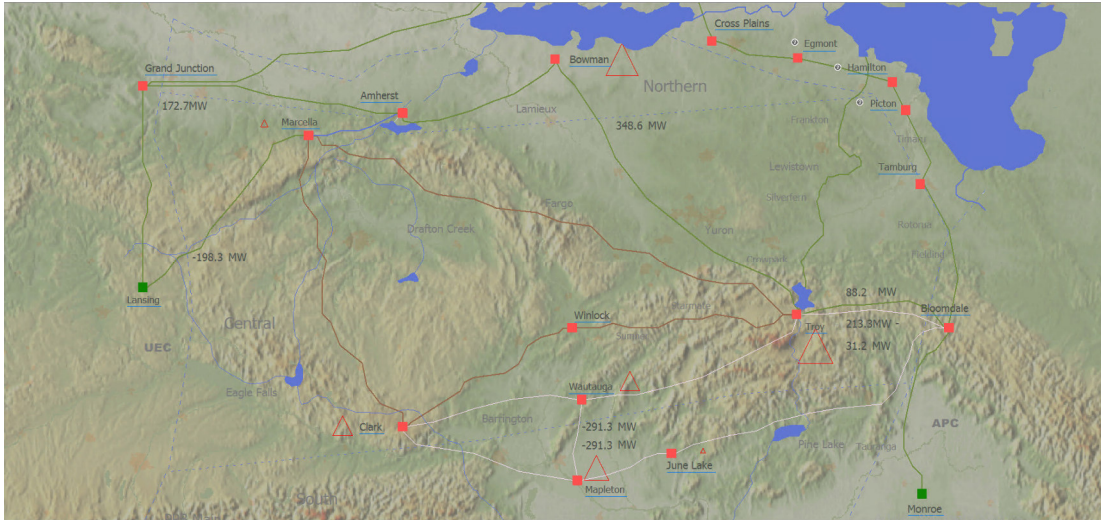 Cross Plains
Egmont
Bowman
Grand Junction
Hamilton
Northern
Amherst
172.7MW
Picton
Lamieux
Marcella
348.6 MW
Frankton
Lewistown
Tamburg
Silvertern
Fargo
Drafton Creek
Yuron
-198.3 MW
Lansing
88.2 MW
Bloomdale
Winlock
Central
213.3MW -
Troy
UEC
31.2 MW
Wautauga
Eagle Falls
Barrington
Clark
-291.3 MW
APC
-291.3 MW
Pine Lake
June Lake
Mapleton
South
Monroe